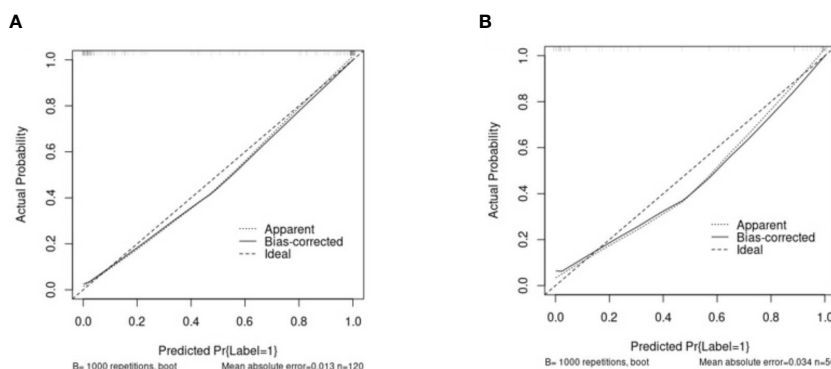 A
Actual Probability
1.0
0.8
0.6
0.4
0.2
0.0
Apparent
Bias-corrected
Ideal
0.0 0.2 0.4 0.6 0.8 1.0
Predicted Pr{Label=1}
B= 1000 repetitions, boot Mean absolute error=0.013 n=120
B
Actual Probability
1.0
0.8
0.6
0.4
0.2
0.0
Apparent
Bias-corrected
Ideal
0.0 0.2 0.4 0.6 0.8 1.0
Predicted Pr{Label=1}
B= 1000 repetitions, boot Mean absolute error=0.034